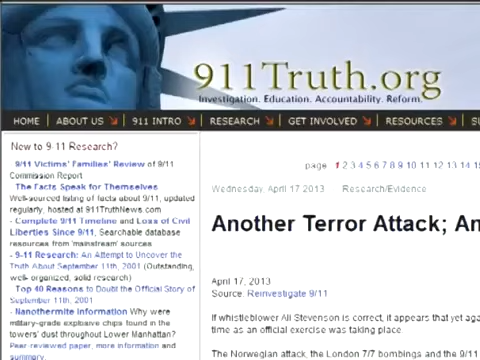 911Truth.org
Investigation. Education. Accountability. Reform.
HOME ABOUT US 911 INTRO RESEARCH GET INVOLVED RESOURCES
New to 9-11 Research?
9/11 Victims' Families' Review of 9/11
Commission Report
The Facts Speak for Themselves
Well-sourced listing of facts about 9/11, updated
regularly, hosted at 911TruthNews.com
- Complete 9/11 Timeline and Loss of Civil
Liberties Since 9/11, Searchable database
resources from 'mainstream' sources
- 9-11 Research: An Attempt to Uncover the
Truth About September 11th, 2001 (Outstanding,
well- organized, solid research)
- Top 40 Reasons to Doubt the Official Story of
September 11th, 2001
- Nanothermite Information Why were
military-grade explosive chips found in the
towers' dust throughout Lower Manhattan?
Peer-reviewed paper, more information and
summary.
page 1 2 3 4 5 6 7 8 9 10 11 12 13 14
Wednesday, April 17 2013 Research/Evidence
Another Terror Attack; An
April 17, 2013
Source: Reinvestigate 9/11
If whistleblower Ali Stevenson is correct, it appears that yet aga
time as an official exercise was taking place.
The Norwegian attack, the London 7/7 bombings and the 9/11